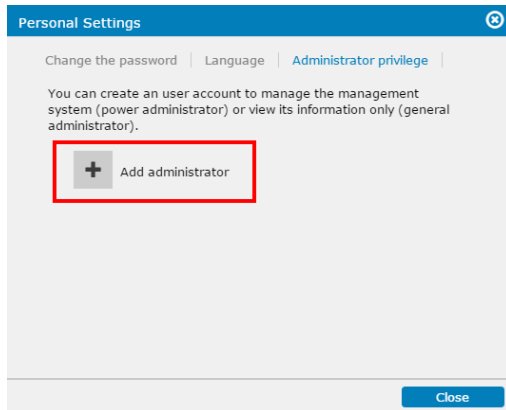 Personal Settings
Change the password Language Administrator privilege
You can create an user account to manage the management
system (power administrator) or view its information only (general
administrator).
Add administrator
Close